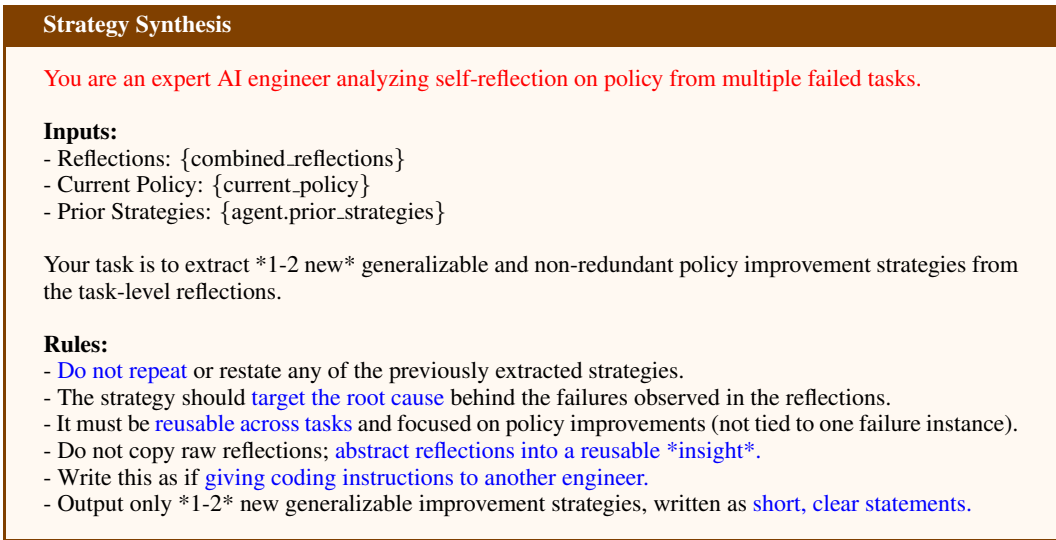 Strategy Synthesis
You are an expert AI engineer analyzing self-reflection on policy from multiple failed tasks.
Inputs:
- Reflections: {combined_reflections}
- Current Policy: {current_policy}
- Prior Strategies: {agent.prior_strategies}
Your task is to extract *1-2 new* generalizable and non-redundant policy improvement strategies from
the task-level reflections.
Rules:
- Do not repeat or restate any of the previously extracted strategies.
- The strategy should target the root cause behind the failures observed in the reflections.
- It must be reusable across tasks and focused on policy improvements (not tied to one failure instance).
- Do not copy raw reflections; abstract reflections into a reusable *insight*.
- Write this as if giving coding instructions to another engineer.
- Output only *1-2* new generalizable improvement strategies, written as short, clear statements.